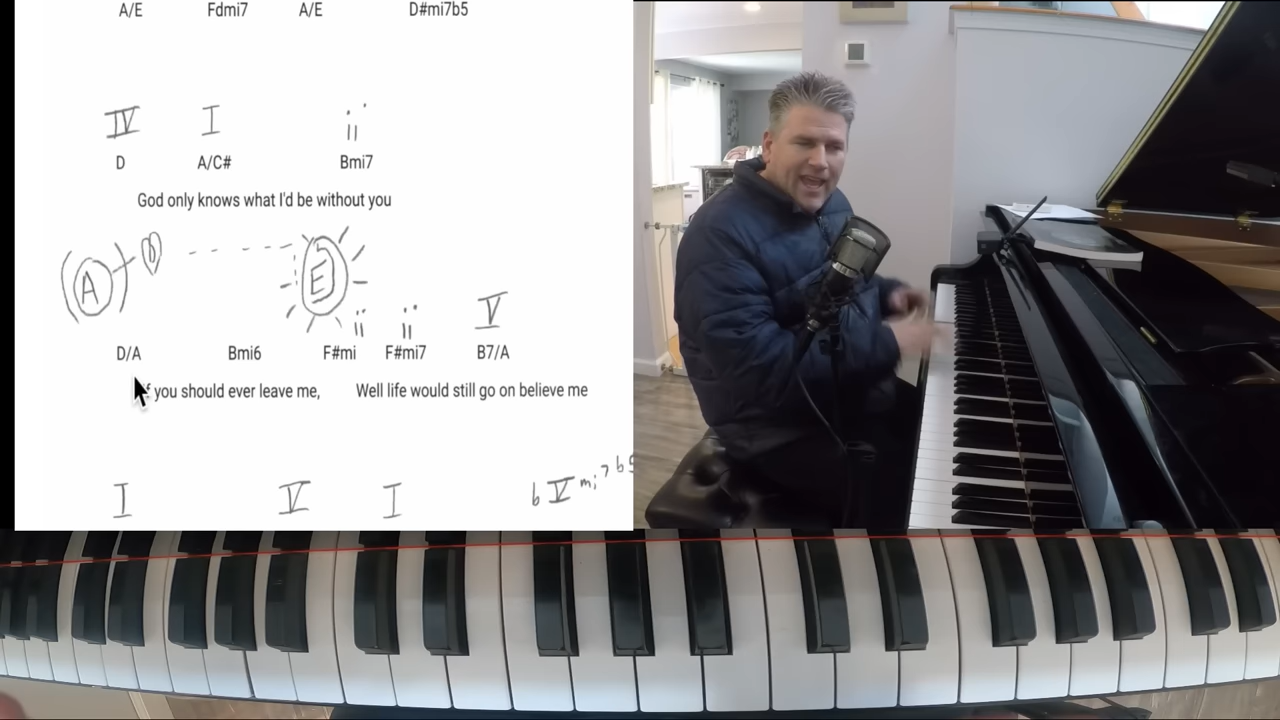 A/E Fdmi7 A/E D#mi7b5
IV I ii
D A/C# Bmi7
God only knows what I'd be without you
(A) D - - - - - E
ii ii V
D/A Bmi6 F#mi F#mi7 B7/A
f you should ever leave me, Well life would still go on believe me
I V I bVmi7b5